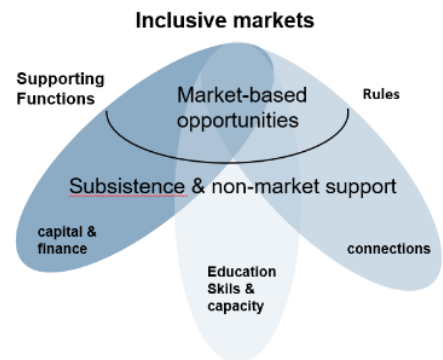 Inclusive markets
Supporting
Functions
Market-based
opportunities
Rules
Subsistence & non-market support
capital &
finance
connections
Education
Skils &
capacity